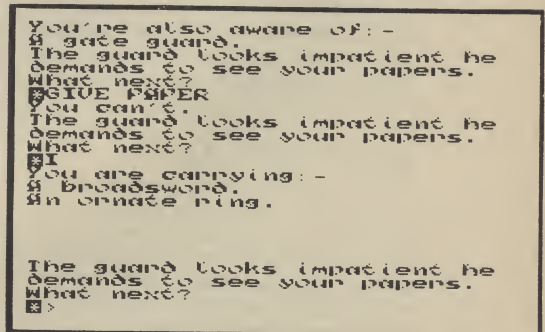 You're also aware of:-
A gate guard.
The guard looks impatient he
demands to see your papers.
What next?
*GIVE PAPER
You can't.
The guard looks impatient he
demands to see your papers.
What next?
*I
You are carrying:-
A broadsword.
An ornate ring.
The guard looks impatient he
demands to see your papers.
What next?
*>